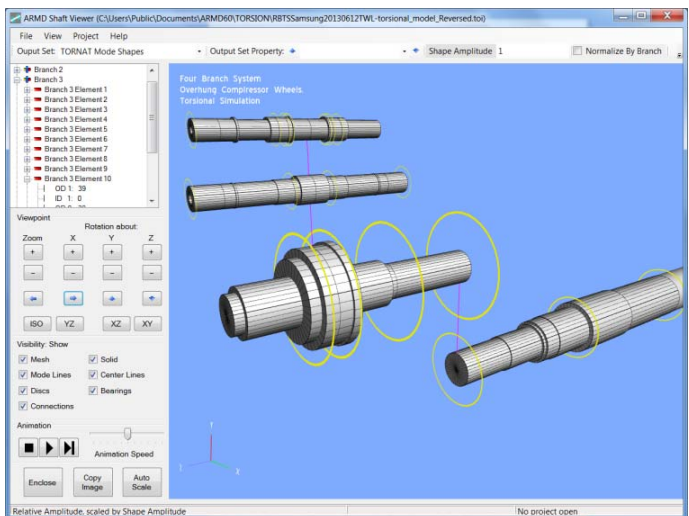 ARMD Shaft Viewer (C:\Users\Public\Documents\ARMD60\TORSION\RBTSSamsung20130612TWL-torsional_model_Reversed.toi)
File View Project Help
Ouput Set: TORNAT Mode Shapes Output Set Property: Shape Amplitude 1 Normalize By Branch
Branch 2
Branch 3
Branch 3 Element 1
Branch 3 Element 2
Branch 3 Element 3
Branch 3 Element 4
Branch 3 Element 5
Branch 3 Element 6
Branch 3 Element 7
Branch 3 Element 8
Branch 3 Element 9
Branch 3 Element 10
OD 1: 39
ID 1: 0
Four Branch System
Overhung Compressor Wheels.
Torsional Simulation
Viewpoint
Rotation about:
Zoom X Y Z
+ + + +
- - - -
ISO YZ XZ XY
Visibility: Show
Mesh Solid
Mode Lines Center Lines
Discs Bearings
Connections
Animation
Animation Speed
Enclose Copy Image Auto Scale
Y
X
Relative Amplitude, scaled by Shape Amplitude No project open